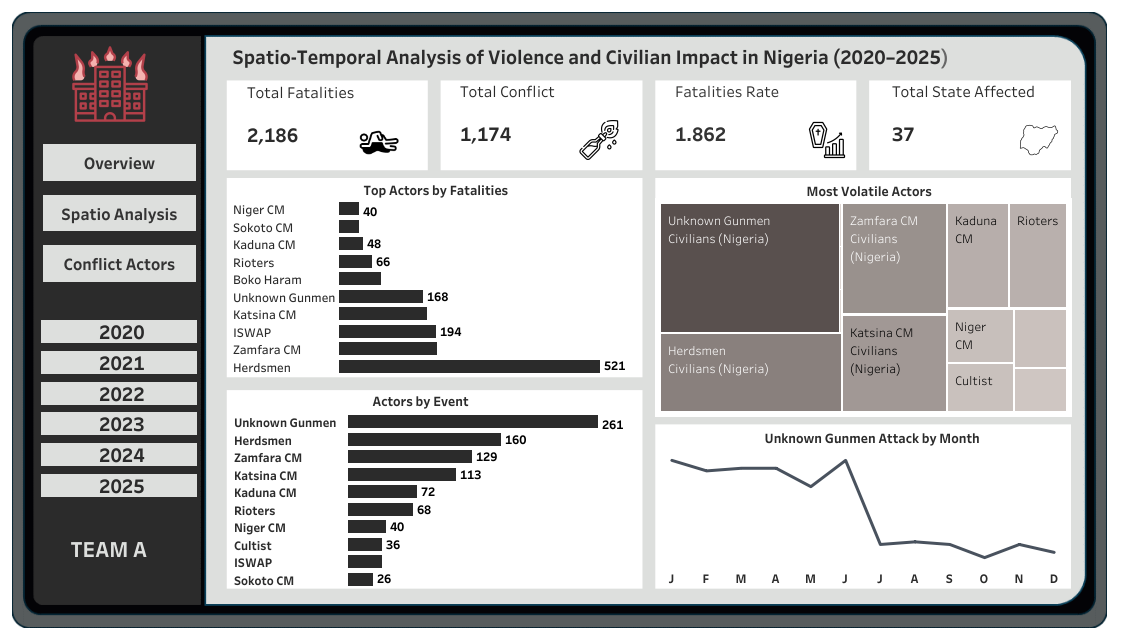 Spatio-Temporal Analysis of Violence and Civilian Impact in Nigeria (2020–2025)
Overview
Spatio Analysis
Conflict Actors
2020
2021
2022
2023
2024
2025
TEAM A
Total Fatalities
2,186
Total Conflict
1,174
Fatalities Rate
1.862
Total State Affected
37
Top Actors by Fatalities
Niger CM 40
Sokoto CM
Kaduna CM 48
Rioters 66
Boko Haram
Unknown Gunmen 168
Katsina CM
ISWAP 194
Zamfara CM
Herdsmen 521
Actors by Event
Unknown Gunmen 261
Herdsmen 160
Zamfara CM 129
Katsina CM 113
Kaduna CM 72
Rioters 68
Niger CM 40
Cultist 36
ISWAP
Sokoto CM 26
Most Volatile Actors
Unknown Gunmen
Civilians (Nigeria)
Herdsmen
Civilians (Nigeria)
Zamfara CM
Civilians
(Nigeria)
Katsina CM
Civilians
(Nigeria)
Kaduna
CM
Rioters
Niger
CM
Cultist
Unknown Gunmen Attack by Month
J F M A M J J A S O N D